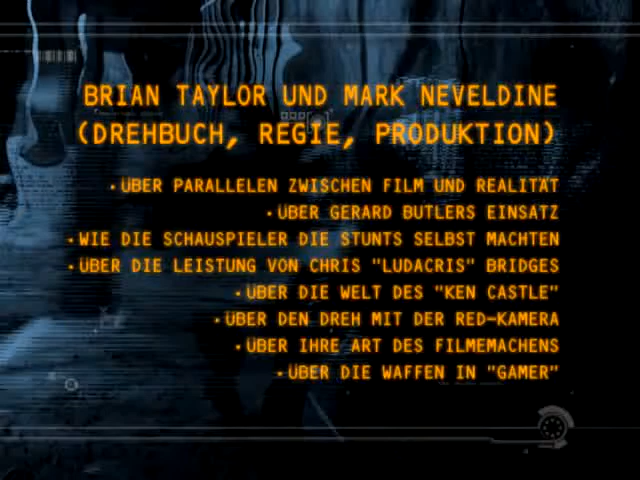 BRIAN TAYLOR UND MARK NEVELDINE
(DREHBUCH, REGIE, PRODUKTION)
·ÜBER PARALLELEN ZWISCHEN FILM UND REALITÄT
·ÜBER GERARD BUTLERS EINSATZ
·WIE DIE SCHAUSPIELER DIE STUNTS SELBST MACHTEN
·ÜBER DIE LEISTUNG VON CHRIS "LUDACRIS" BRIDGES
·ÜBER DIE WELT DES "KEN CASTLE"
·ÜBER DEN DREH MIT DER RED-KAMERA
·ÜBER IHRE ART DES FILMEMACHENS
·ÜBER DIE WAFFEN IN "GAMER"